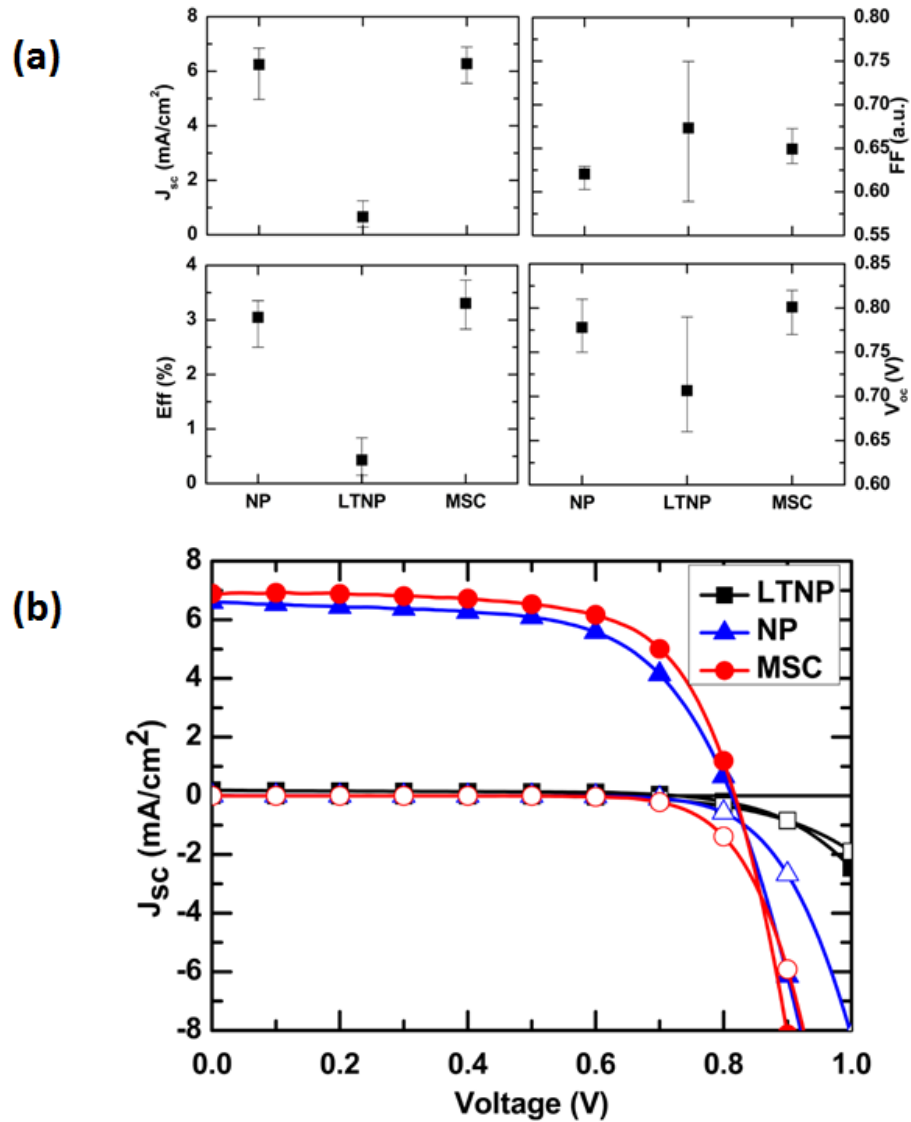 (a)
8
6
4
2
0
J_sc (mA/cm²)
0.80
0.75
0.70
0.65
0.60
0.55
FF (a.u.)
4
3
2
1
0
Eff (%)
NP LTNP MSC
0.85
0.80
0.75
0.70
0.65
0.60
V_oc (V)
NP LTNP MSC
(b)
8
6
4
2
0
-2
-4
-6
-8
J_SC (mA/cm²)
LTNP
NP
MSC
0.0 0.2 0.4 0.6 0.8 1.0
Voltage (V)